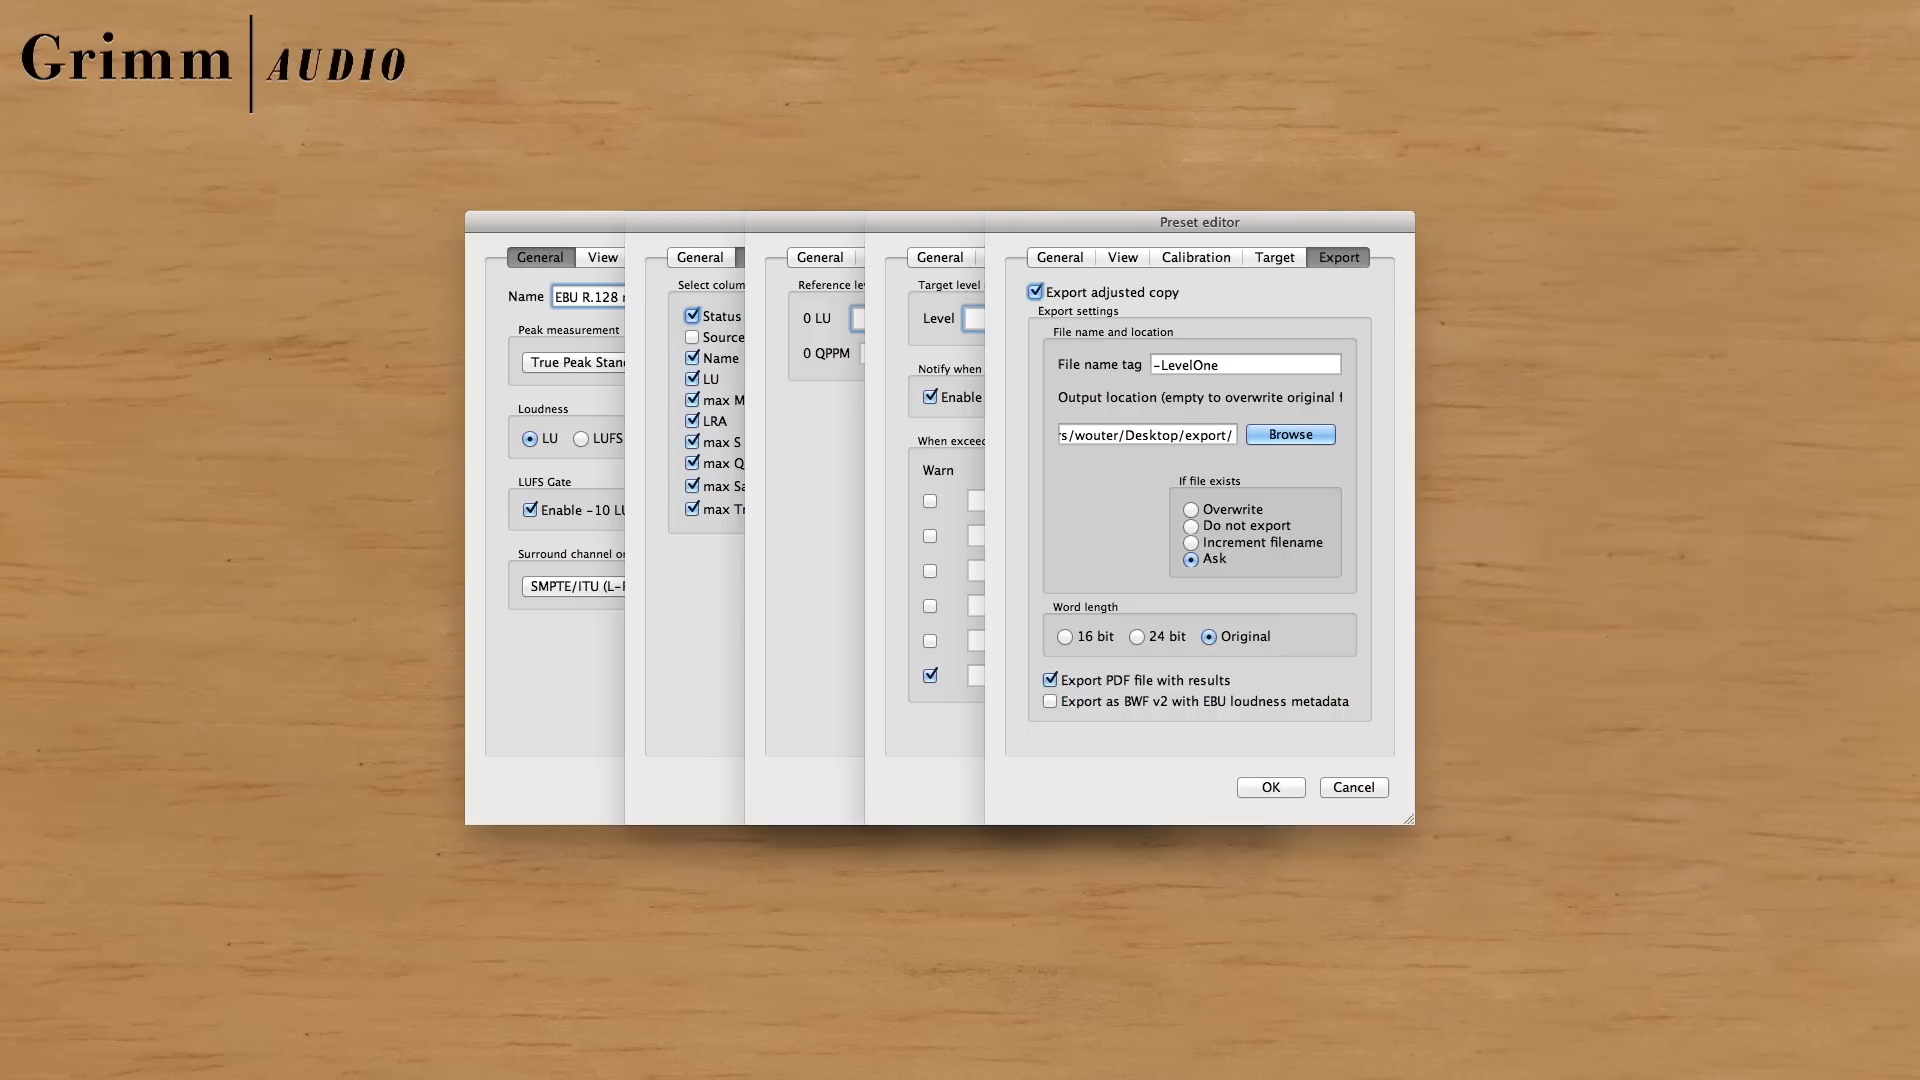 Grimm AUDIO
Preset editor
General View
Name EBU R.128
Peak measurement
True Peak
Loudness
LU LUFS
LUFS Gate
Enable -10
Surround channel
SMPTE/ITU
General
Select
Status
Source
Name
LU
max M
LRA
max S
max
max
max
General
Reference
0 LU
0 QPPM
General
Target level
Level
Notify when
Enable
When
Warn
General View Calibration Target Export
Export adjusted copy
Export settings
File name and location
File name tag -LevelOne
Output location (empty to overwrite original
/wouter/Desktop/export/ Browse
If file exists
Overwrite
Do not export
Increment filename
Ask
Word length
16 bit 24 bit Original
Export PDF file with results
Export as BWF v2 with EBU loudness metadata
OK Cancel